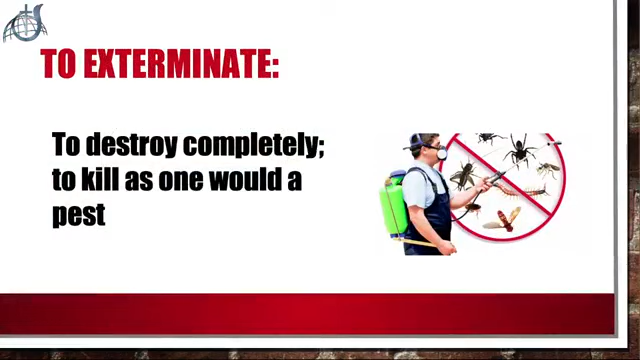 TO EXTERMINATE:
To destroy completely;
to kill as one would a
pest